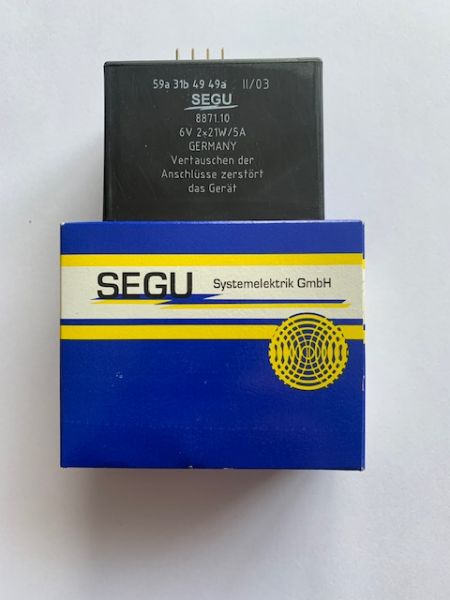 59a 31b 49 49a II/03
SEGU
8871.10
6V 2x21W/5A
GERMANY
Vertauschen der
Anschlüsse zerstört
das Gerät
SEGU Systemelektrik GmbH